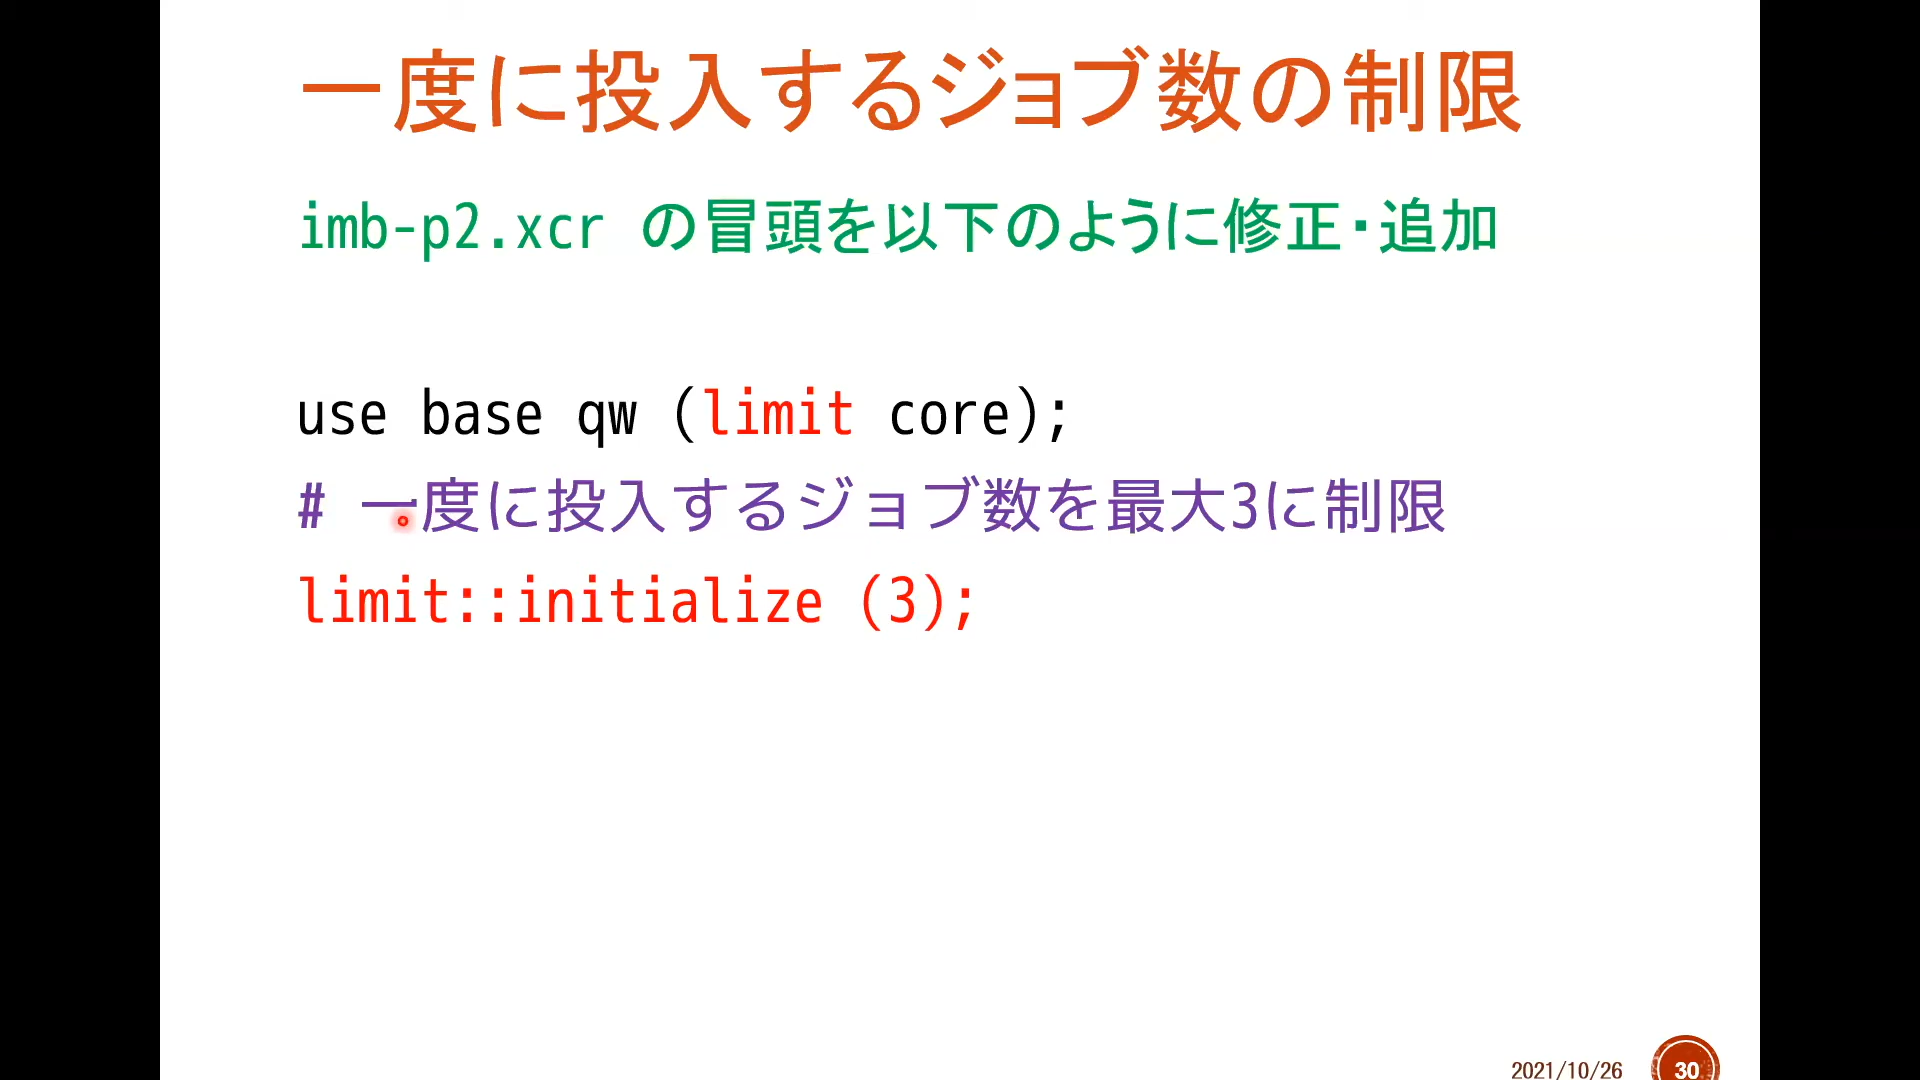 一度に投入するジョブ数の制限
imb-p2.xcr の冒頭を以下のように修正・追加
use base qw (limit core);
# 一度に投入するジョブ数を最大3に制限
limit::initialize (3);
2021/10/26
30